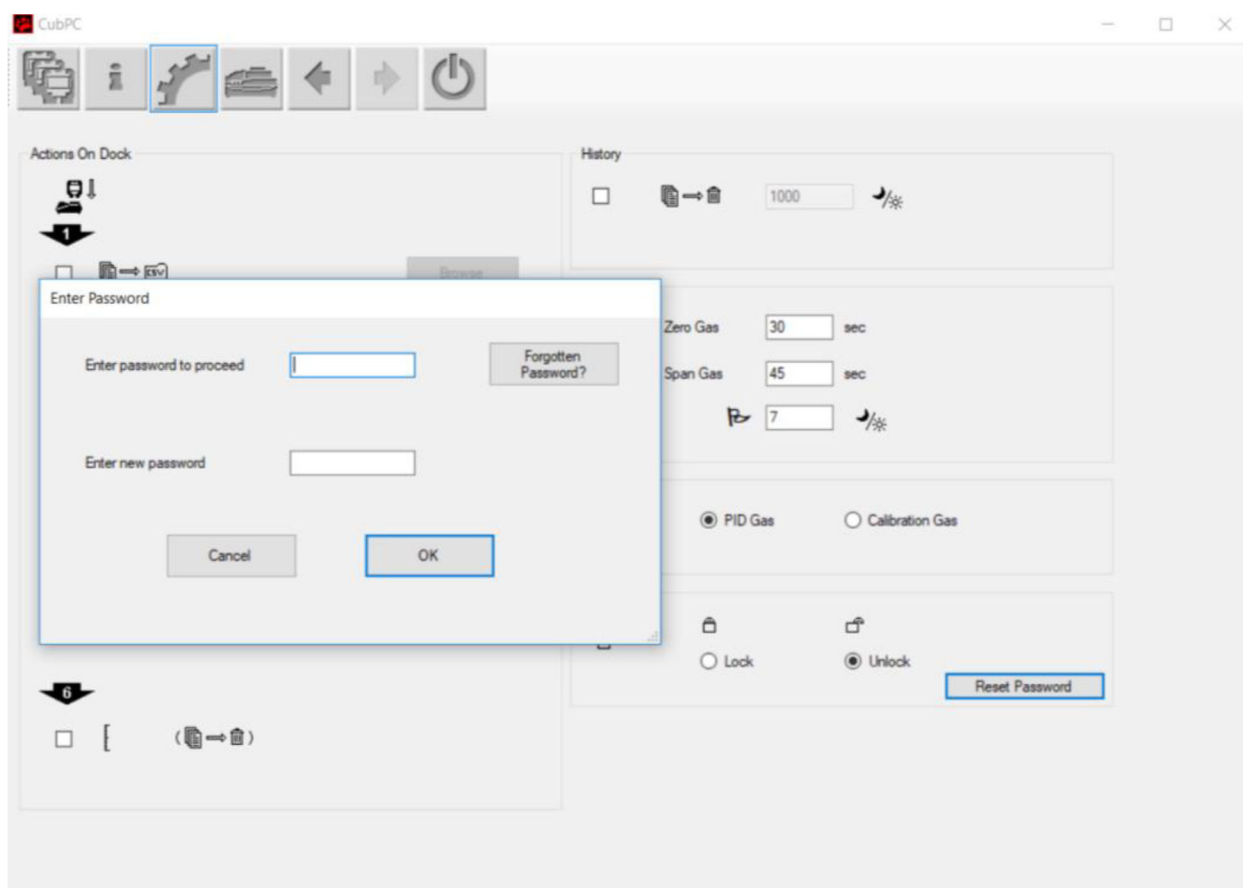 CubPC
i
Actions On Dock
1
CSV
Browse
History
1000
Enter Password
Enter password to proceed
Forgotten
Password?
Enter new password
Cancel
OK
Zero Gas 30 sec
Span Gas 45 sec
7
PID Gas
Calibration Gas
Lock
Unlock
Reset Password
6
[ ( )